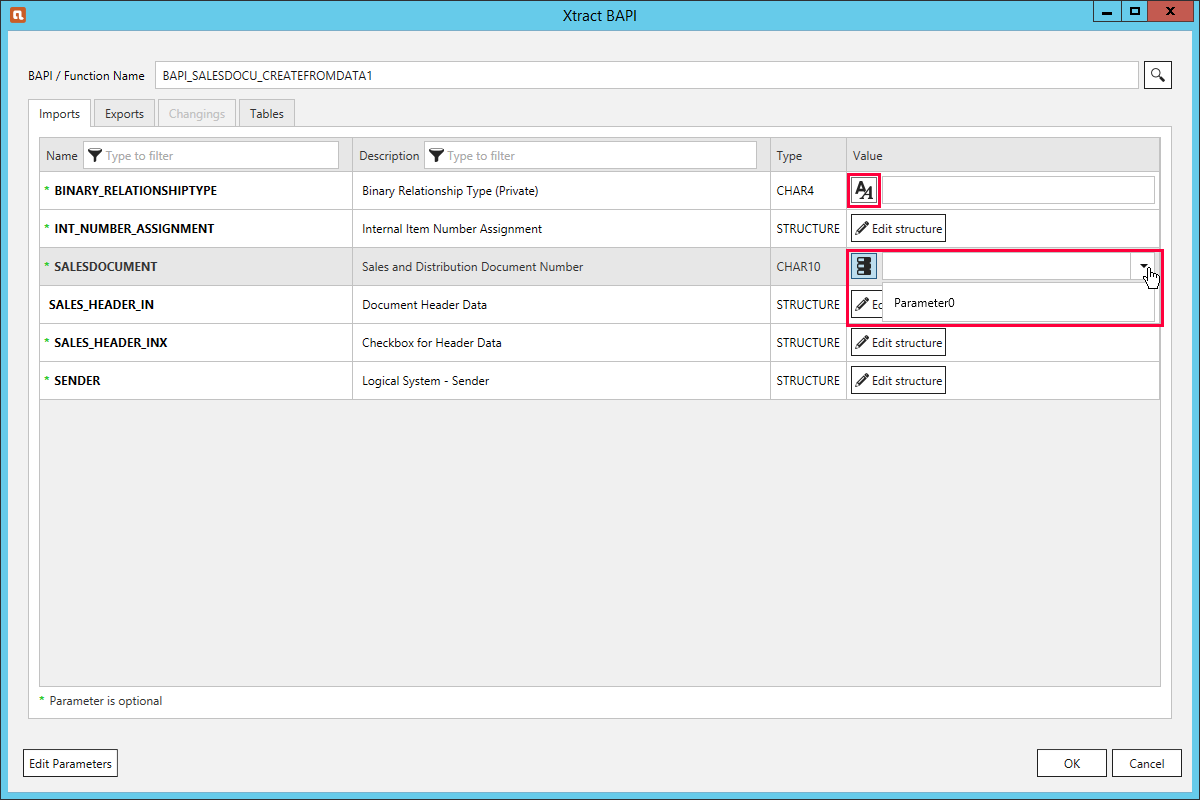 Xtract BAPI
BAPI / Function Name BAPI_SALESDOCU_CREATEFROMDATA1
Imports Exports Changings Tables
Name Type to filter Description Type to filter Type Value
* BINARY_RELATIONSHIPTYPE Binary Relationship Type (Private) CHAR4 AA
* INT_NUMBER_ASSIGNMENT Internal Item Number Assignment STRUCTURE Edit structure
* SALESDOCUMENT Sales and Distribution Document Number CHAR10
SALES_HEADER_IN Document Header Data STRUCTURE Ec Parameter0
* SALES_HEADER_INX Checkbox for Header Data STRUCTURE Edit structure
* SENDER Logical System - Sender STRUCTURE Edit structure
* Parameter is optional
Edit Parameters OK Cancel